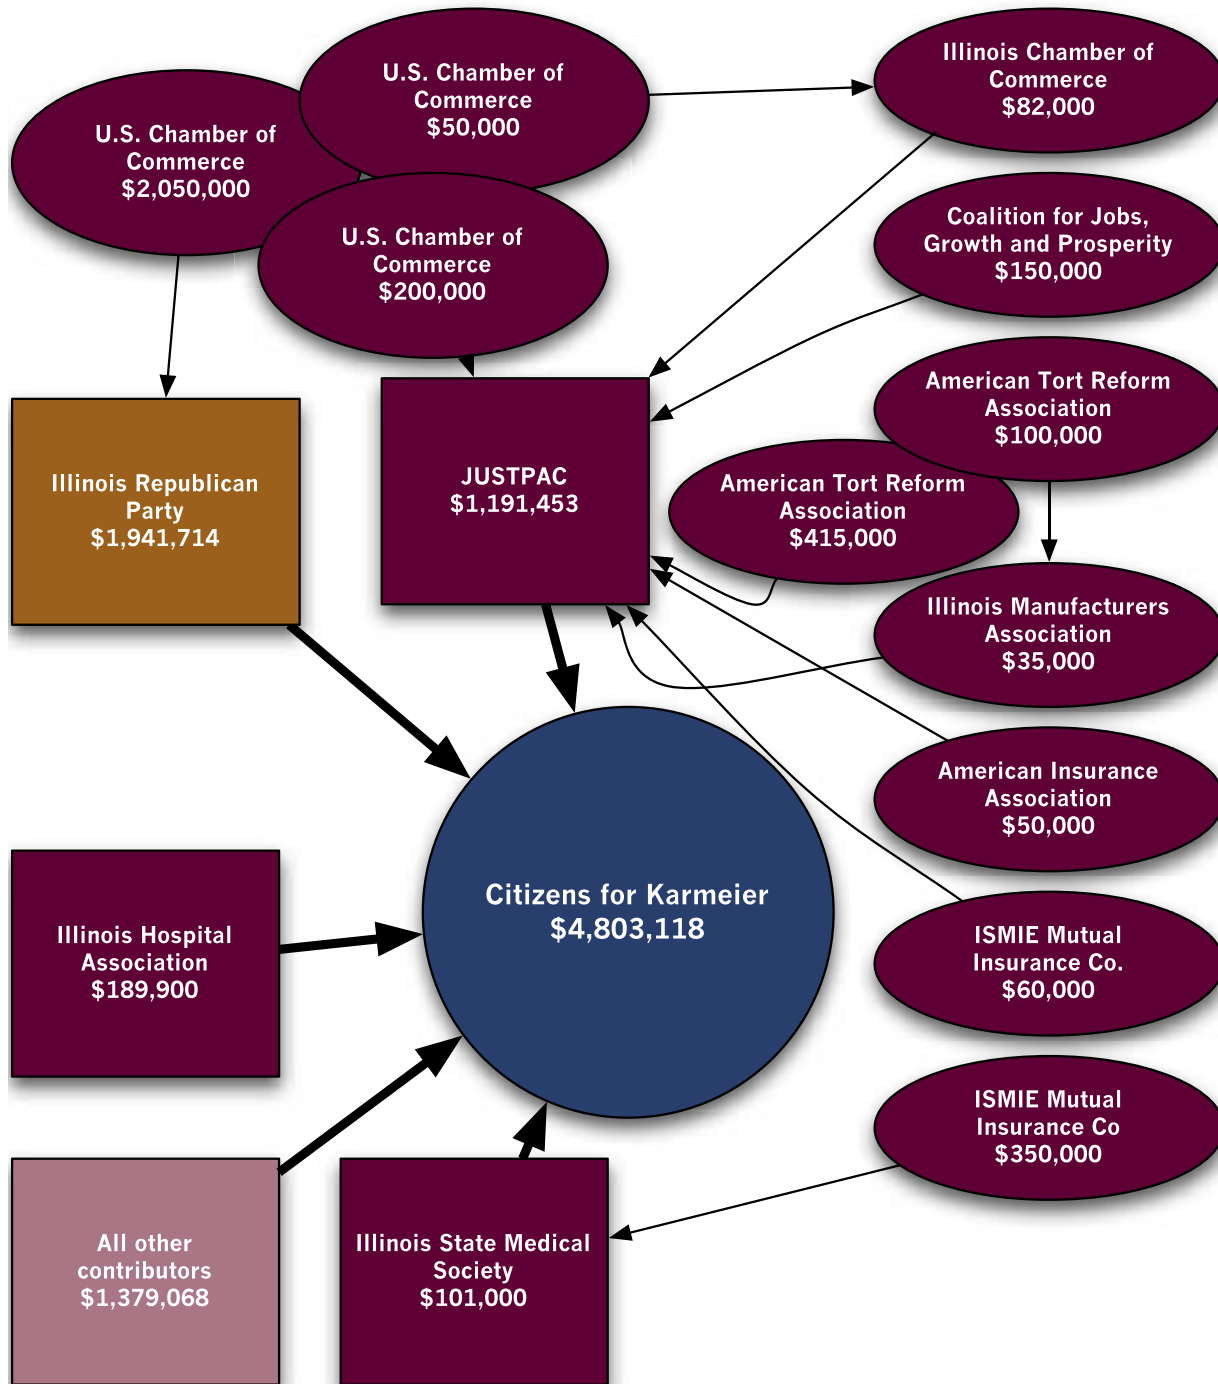 U.S. Chamber of
Commerce
$50,000
Illinois Chamber of
Commerce
$82,000
U.S. Chamber of
Commerce
$2,050,000
U.S. Chamber of
Commerce
$200,000
Coalition for Jobs,
Growth and Prosperity
$150,000
American Tort Reform
Association
$100,000
Illinois Republican
Party
$1,941,714
JUSTPAC
$1,191,453
American Tort Reform
Association
$415,000
Illinois Manufacturers
Association
$35,000
American Insurance
Association
$50,000
Citizens for Karmeier
$4,803,118
Illinois Hospital
Association
$189,900
ISMIE Mutual
Insurance Co.
$60,000
ISMIE Mutual
Insurance Co
$350,000
All other
contributors
$1,379,068
Illinois State Medical
Society
$101,000